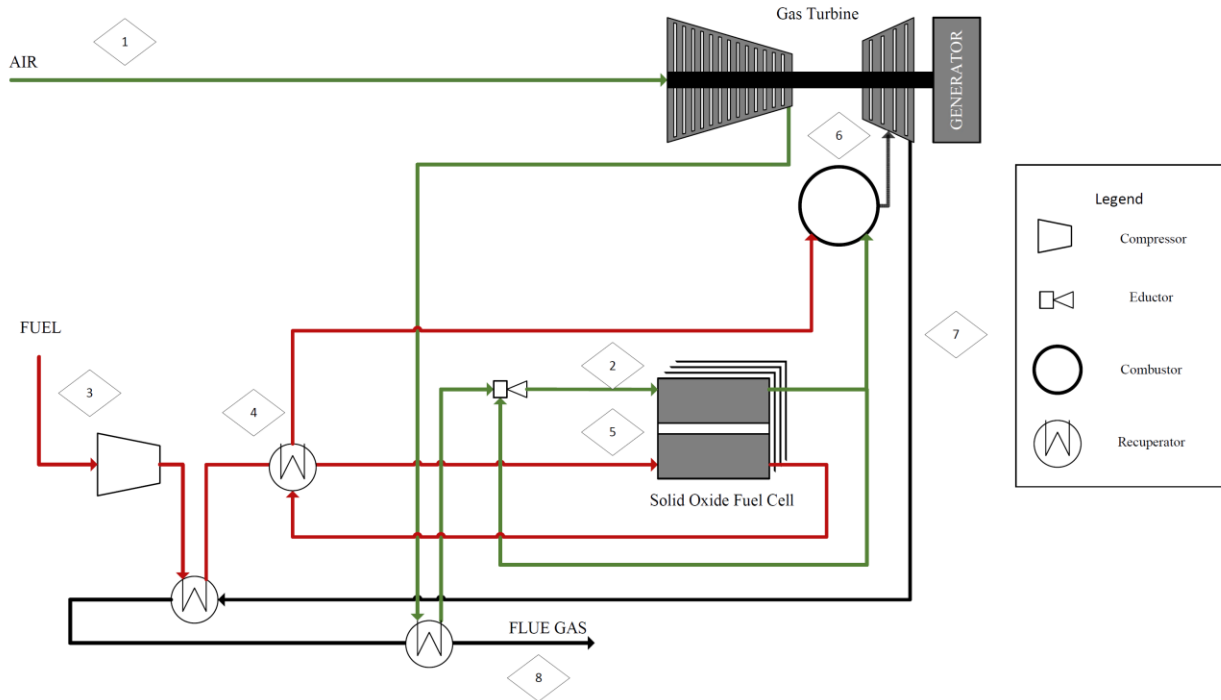 1
Gas Turbine
AIR
GENERATOR
6
Legend
Compressor
Eductor
FUEL
7
3
2
Combustor
4
5
Recuperator
Solid Oxide Fuel Cell
FLUE GAS
8